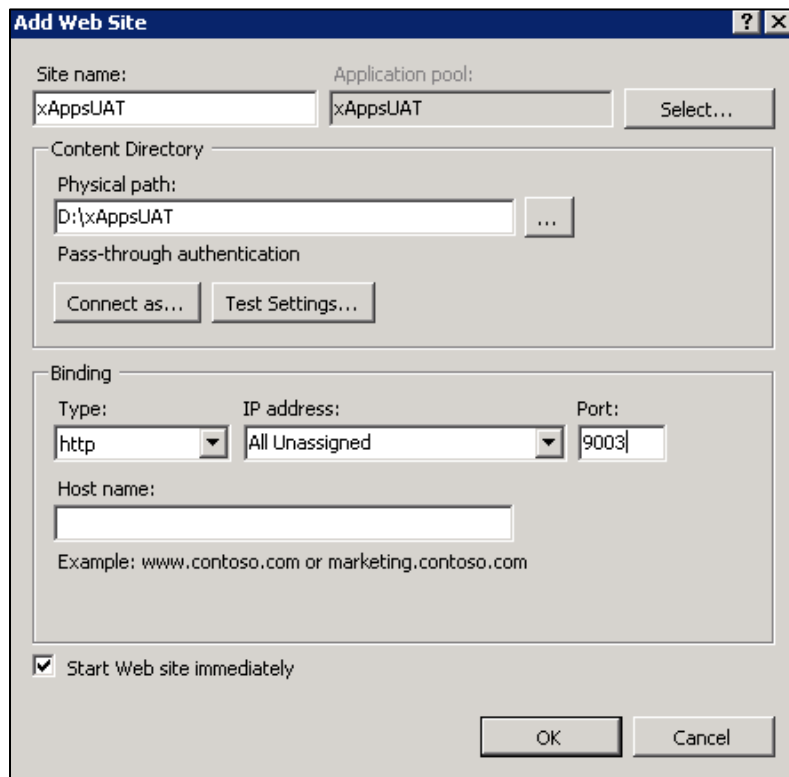 Add Web Site
Site name:
Application pool:
xAppsUAT
xAppsUAT
Select...
Content Directory
Physical path:
D:\xAppsUAT
...
Pass-through authentication
Connect as...
Test Settings...
Binding
Type:
IP address:
Port:
http
All Unassigned
9003
Host name:
Example: www.contoso.com or marketing.contoso.com
Start Web site immediately
OK
Cancel